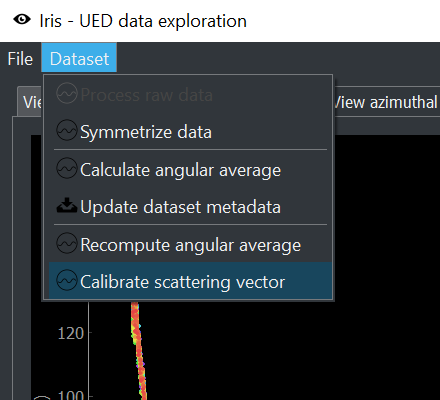 Iris - UED data exploration
File Dataset
Process raw data
View azimuthal
Symmetrize data
Calculate angular average
Update dataset metadata
Recompute angular average
Calibrate scattering vector
120
100